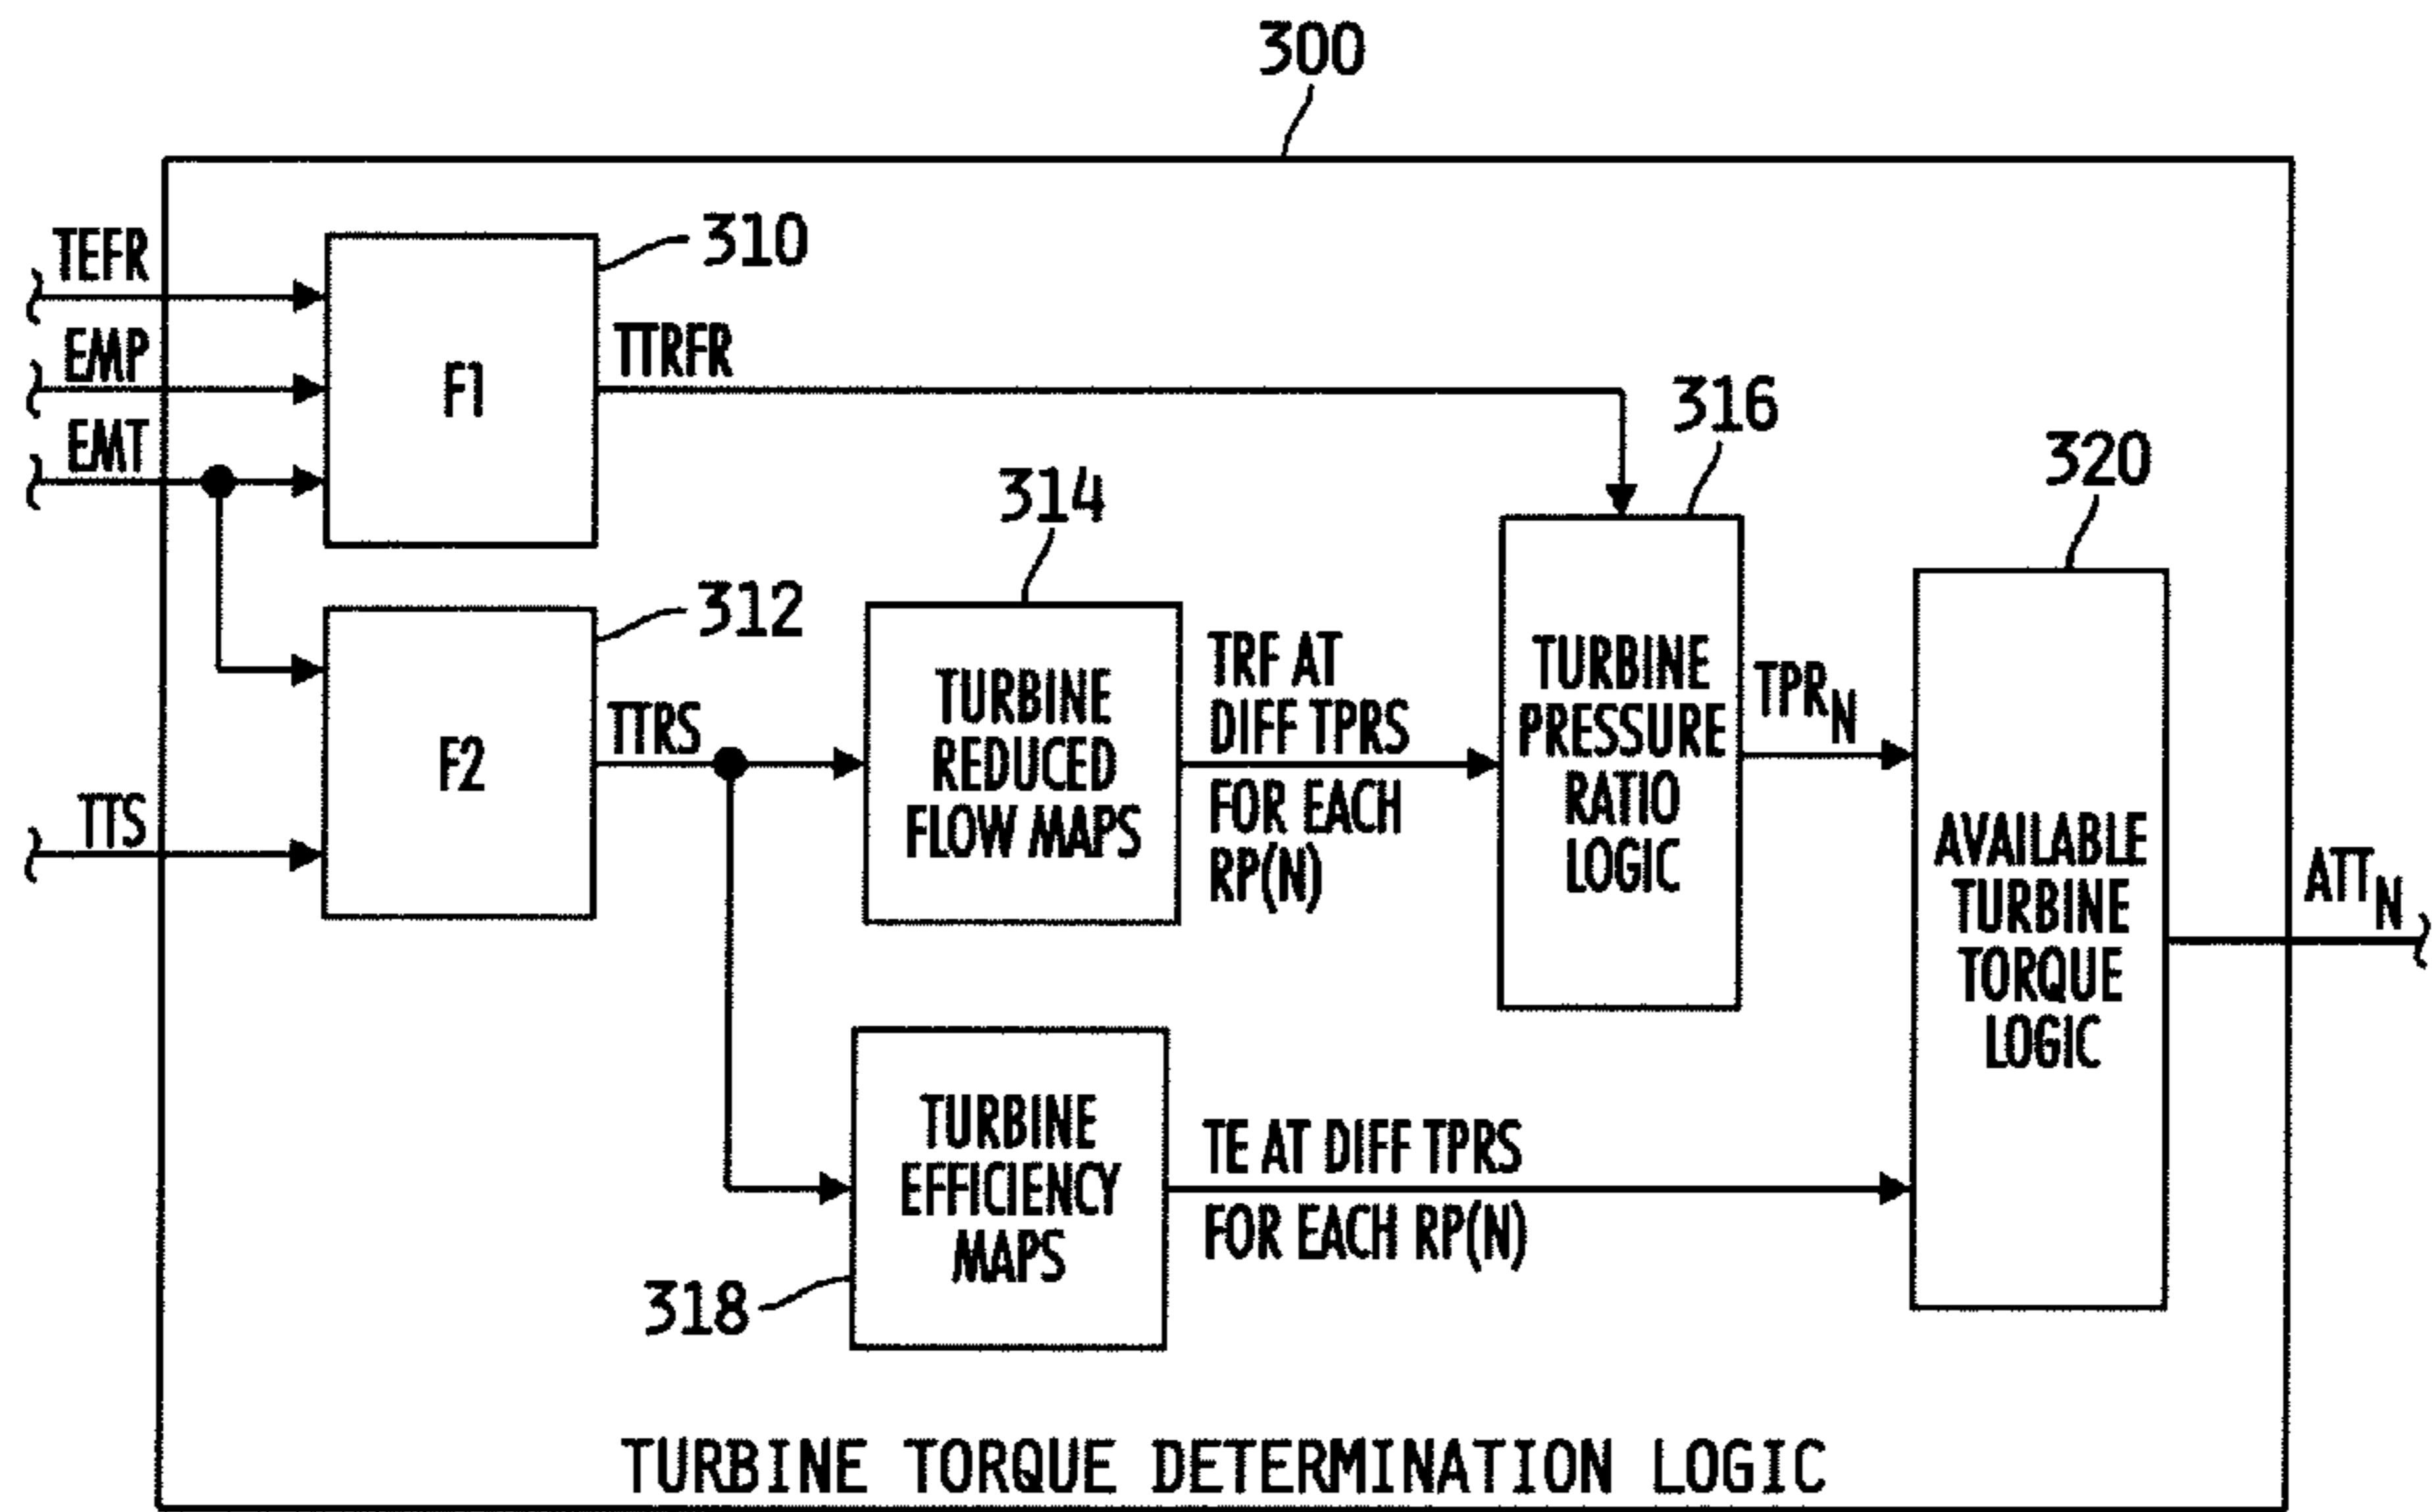 300
TEFR
EMP
EMT
TTS
310
F1
TTRFR
312
F2
TTRS
314
TURBINE
REDUCED
FLOW MAPS
TRF AT
DIFF TPRS
FOR EACH
RP(N)
316
TURBINE
PRESSURE
RATIO
LOGIC
TPRN
318
TURBINE
EFFICIENCY
MAPS
TE AT DIFF TPRS
FOR EACH RP(N)
320
AVAILABLE
TURBINE
TORQUE
LOGIC
ATTN
TURBINE TORQUE DETERMINATION LOGIC